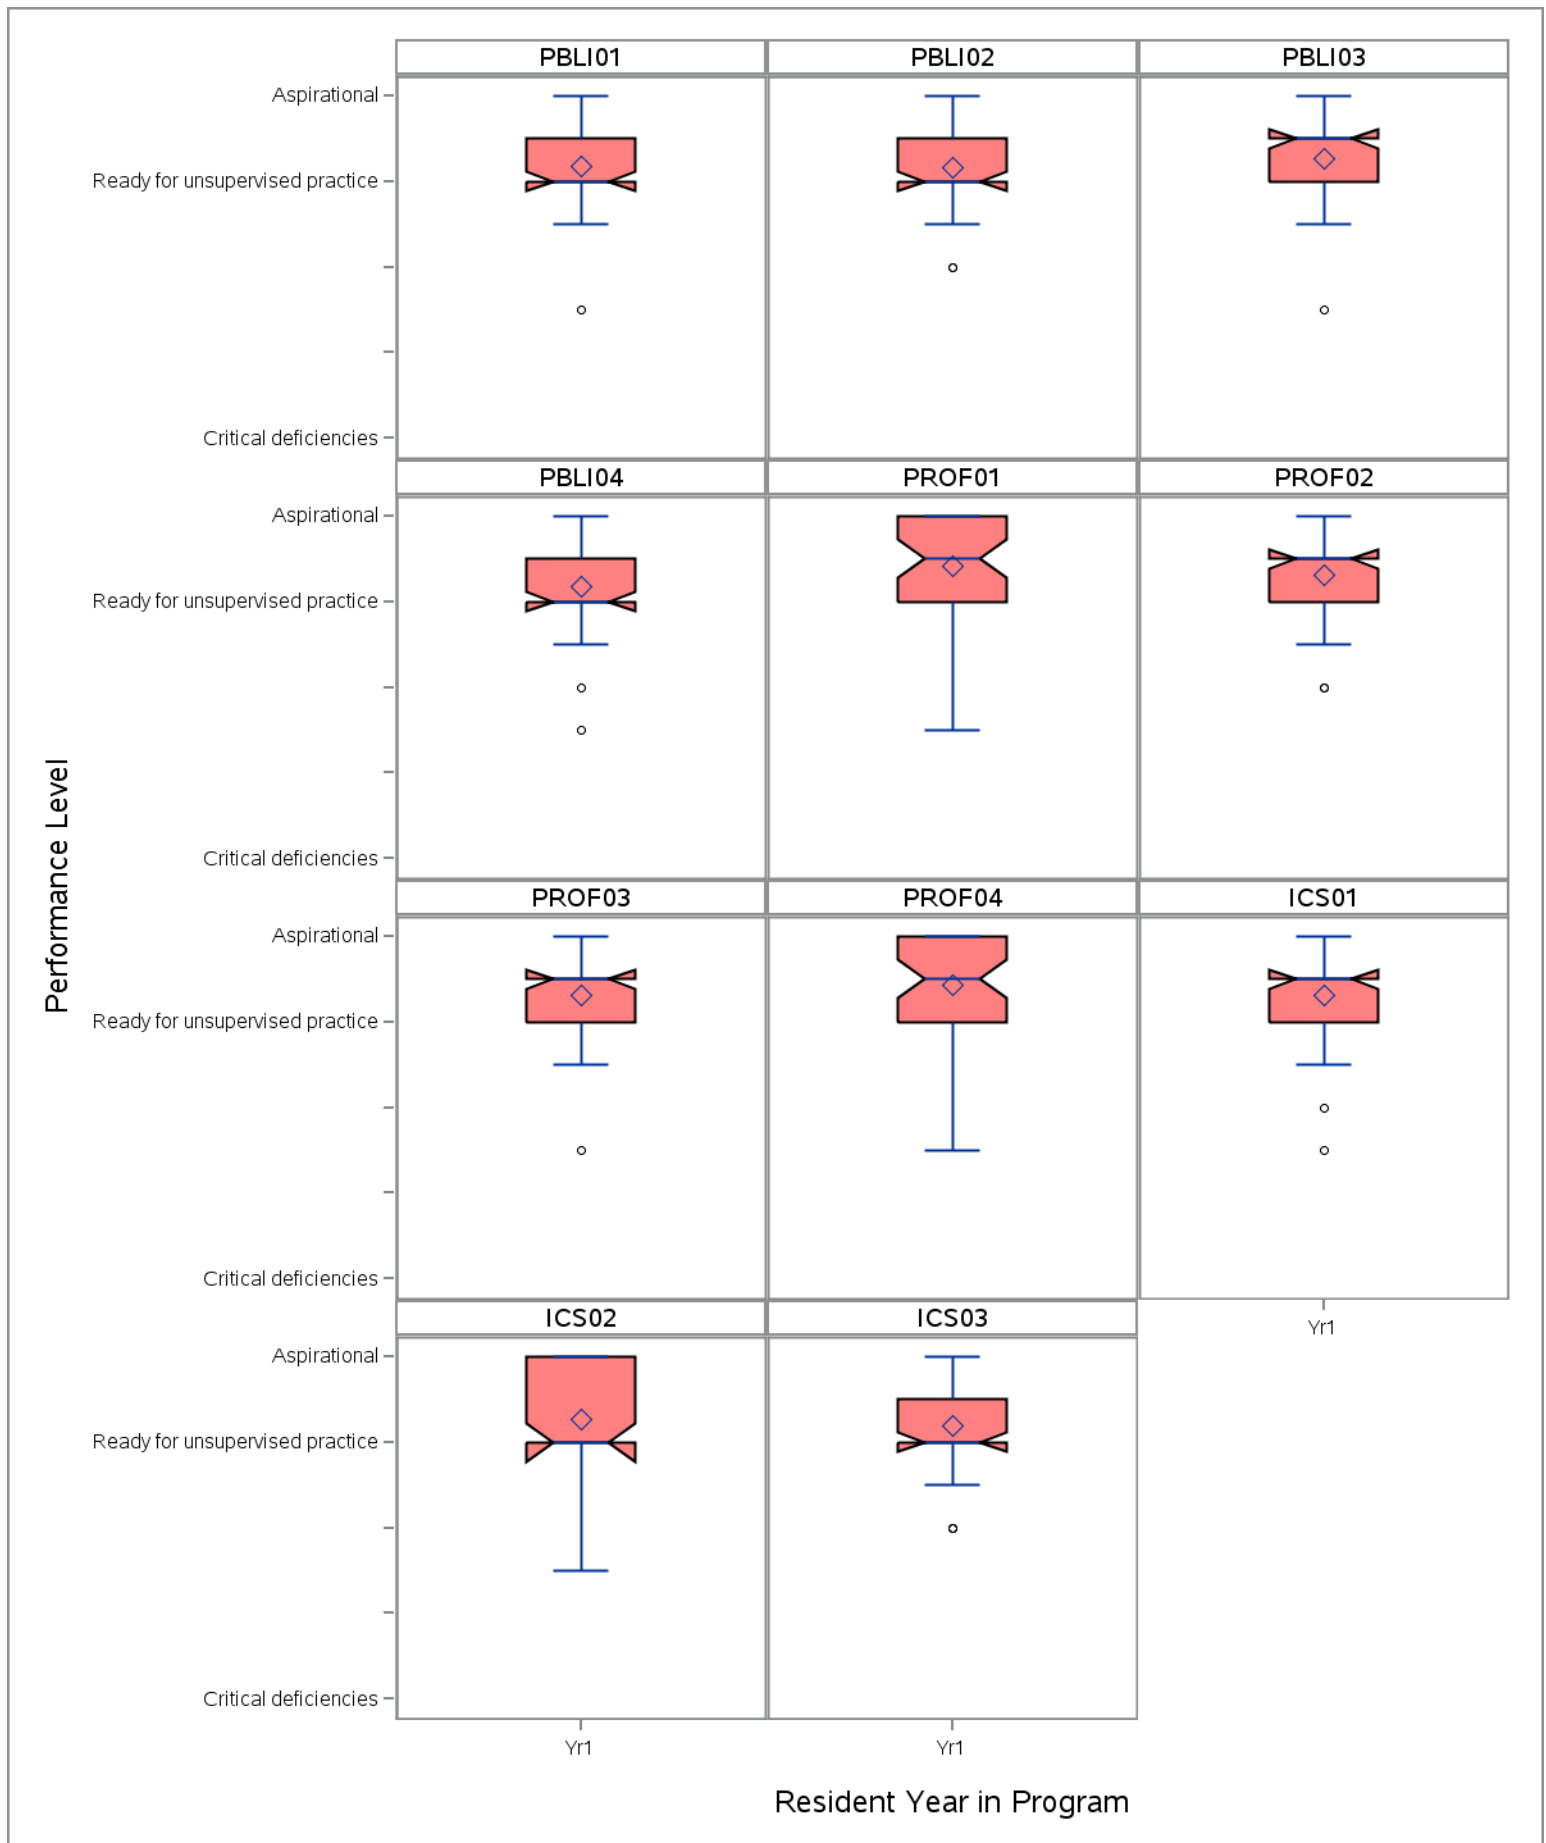 PBLI01 PBLI02 PBLI03
Aspirational
Ready for unsupervised practice
Critical deficiencies
PBLI04 PROF01 PROF02
Aspirational
Ready for unsupervised practice
Critical deficiencies
Performance Level
PROF03 PROF04 ICS01
Aspirational
Ready for unsupervised practice
Critical deficiencies
ICS02 ICS03
Yr1
Aspirational
Ready for unsupervised practice
Critical deficiencies
Yr1 Yr1
Resident Year in Program